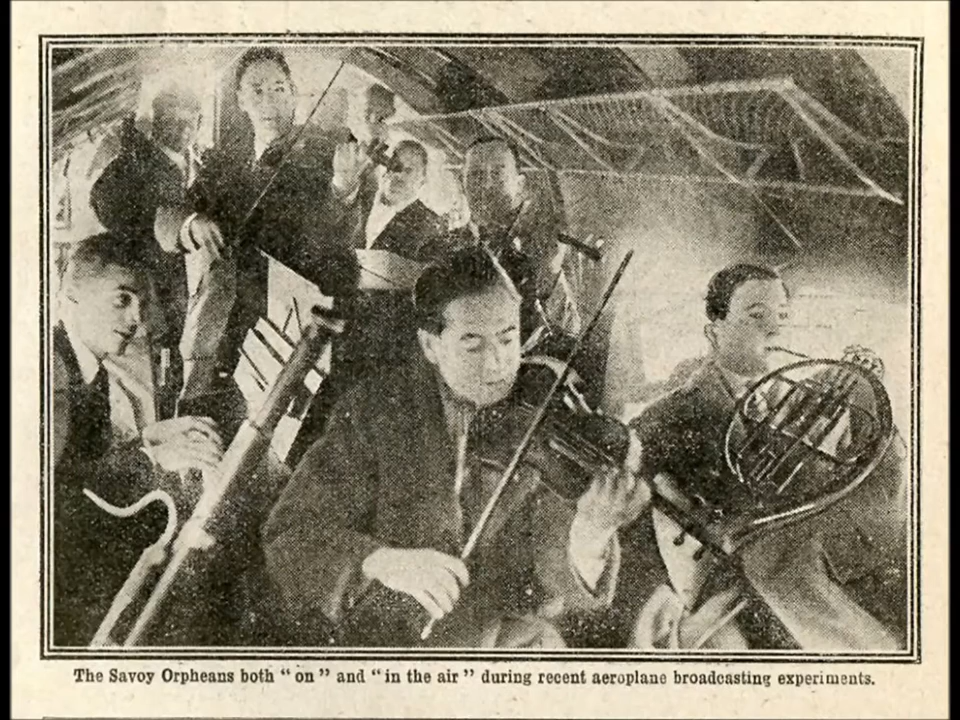 The Savoy Orpheans both “ on ” and “ in the air ” during recent aeroplane broadcasting experiments.